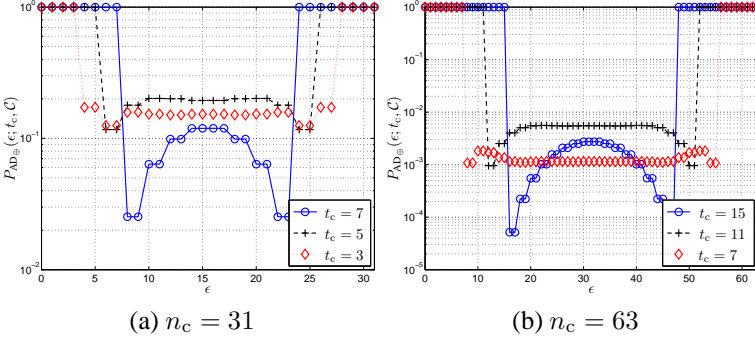 10^0
10^{-1}
10^{-2}
P_{AD⊕}(ϵ; t_c, C)
0 5 10 15 20 25 30
ϵ
t_c = 7
t_c = 5
t_c = 3
(a) n_c = 31
10^0
10^{-1}
10^{-2}
10^{-3}
10^{-4}
10^{-5}
P_{AD⊕}(ϵ; t_c, C)
0 10 20 30 40 50 60
ϵ
t_c = 15
t_c = 11
t_c = 7
(b) n_c = 63